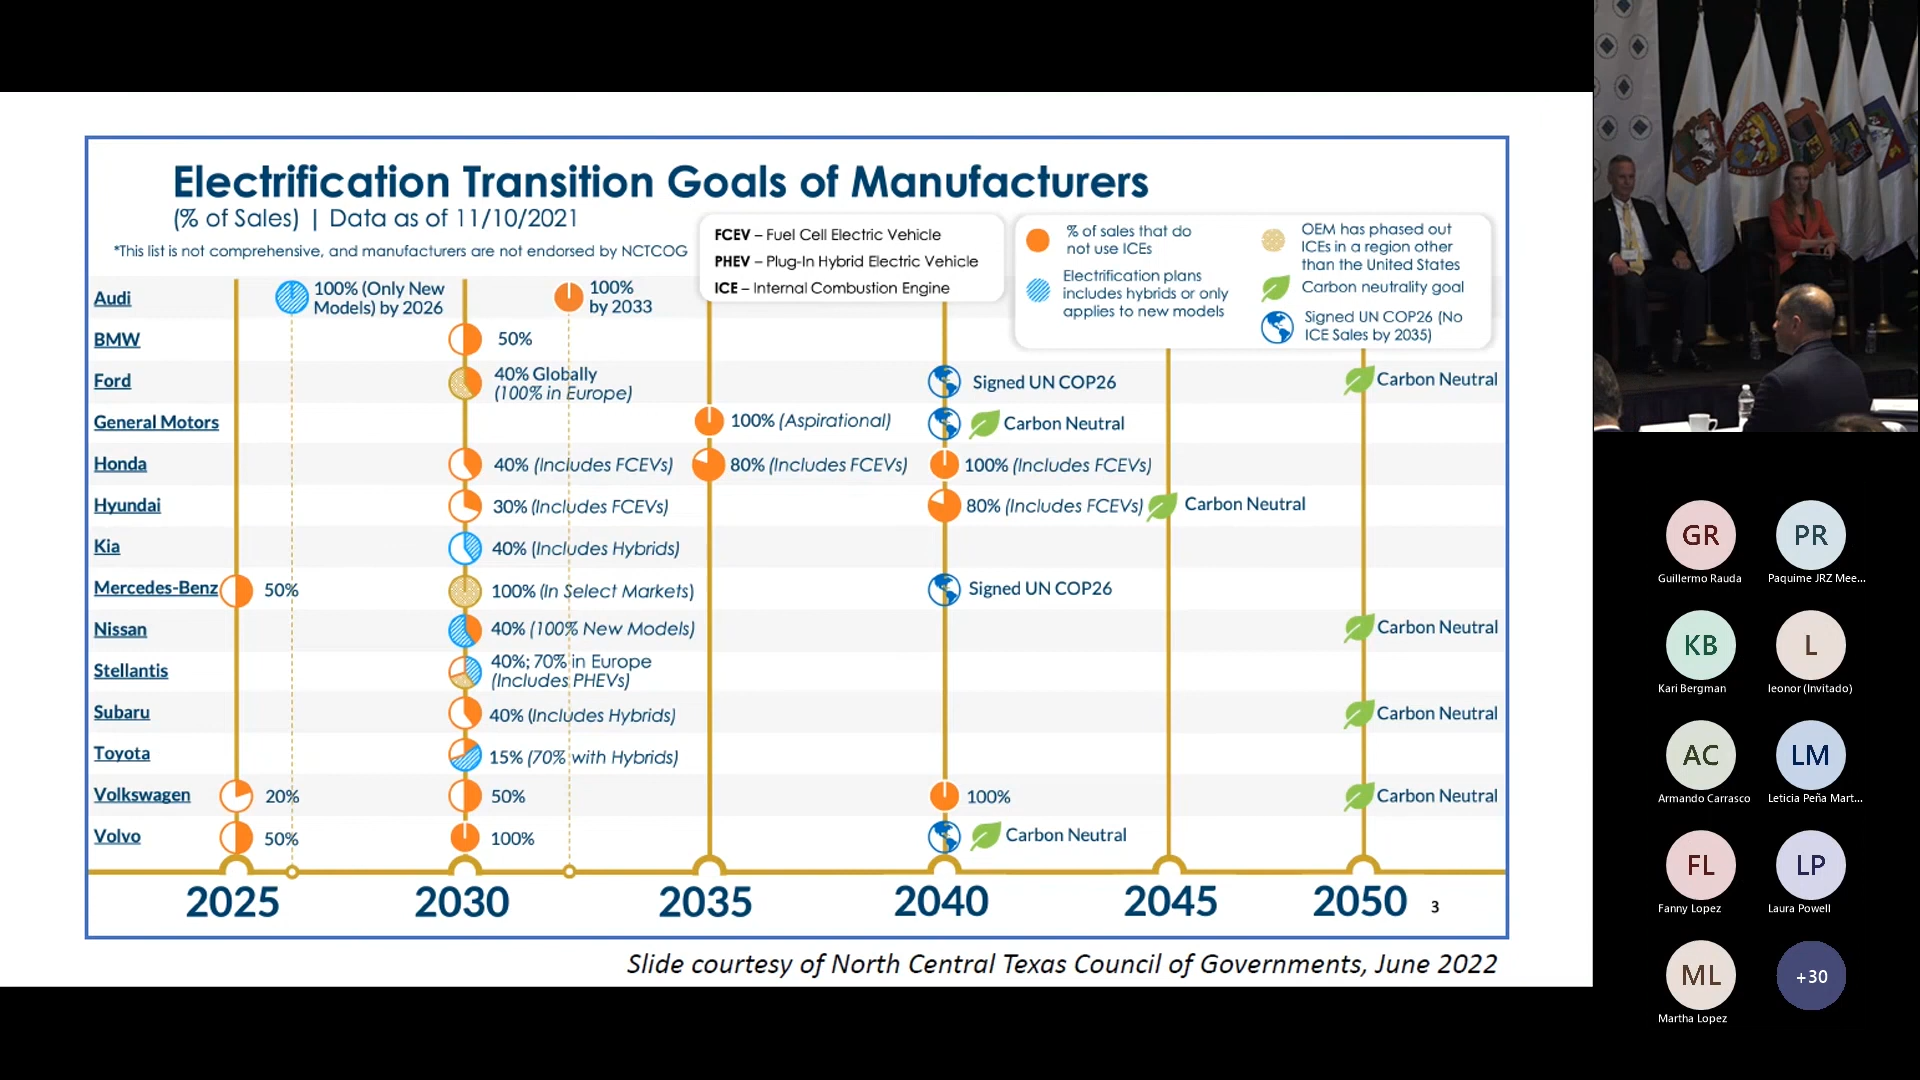 Electrification Transition Goals of Manufacturers
(% of Sales) | Data as of 11/10/2021
*This list is not comprehensive, and manufacturers are not endorsed by NCTCOG
FCEV – Fuel Cell Electric Vehicle
PHEV – Plug-In Hybrid Electric Vehicle
ICE – Internal Combustion Engine
% of sales that do
not use ICEs
Electrification plans
includes hybrids or only
applies to new models
OEM has phased out
ICEs in a region other
than the United States
Carbon neutrality goal
Signed UN COP26 (No
ICE Sales by 2035)
Audi
100% (Only New
Models) by 2026
100%
by 2033
BMW
50%
Ford
40% Globally
(100% in Europe)
Signed UN COP26
Carbon Neutral
General Motors
100% (Aspirational)
Carbon Neutral
Honda
40% (Includes FCEVs)
80% (Includes FCEVs)
100% (Includes FCEVs)
Hyundai
30% (Includes FCEVs)
80% (Includes FCEVs)
Carbon Neutral
Kia
40% (Includes Hybrids)
Mercedes-Benz
50%
100% (In Select Markets)
Signed UN COP26
Nissan
40% (100% New Models)
Carbon Neutral
Stellantis
40%; 70% in Europe
(Includes PHEVs)
Subaru
40% (Includes Hybrids)
Carbon Neutral
Toyota
15% (70% with Hybrids)
Volkswagen
20%
50%
100%
Carbon Neutral
Volvo
50%
100%
Carbon Neutral
2025
2030
2035
2040
2045
2050
3
Slide courtesy of North Central Texas Council of Governments, June 2022
GR
Guillermo Rauda
PR
Paquime JRZ Mee...
KB
Kari Bergman
L
leonor (Invitado)
AC
Armando Carrasco
LM
Leticia Peña Mart...
FL
Fanny Lopez
LP
Laura Powell
ML
Martha Lopez
+30